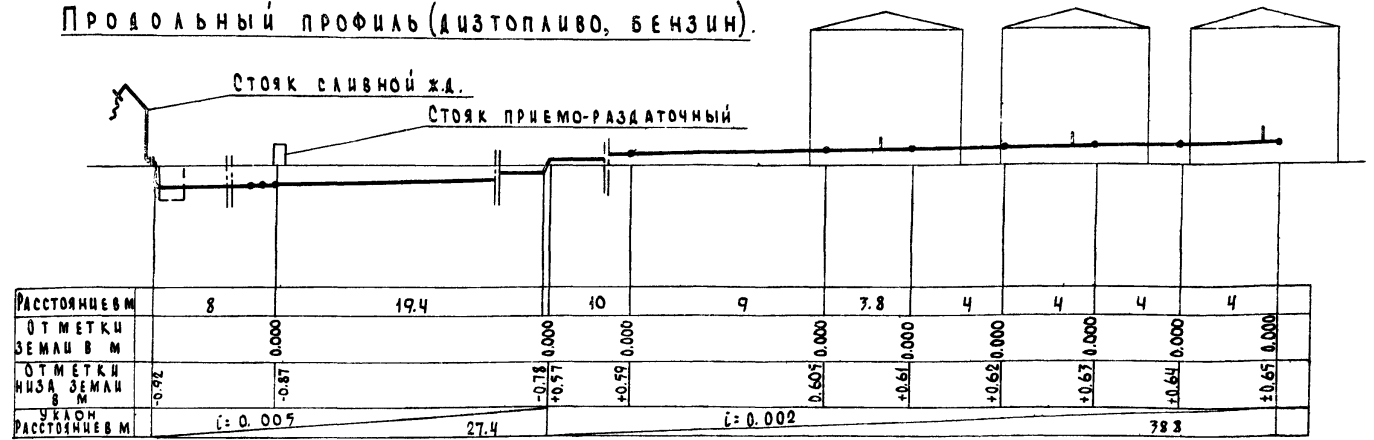 ПРОДОЛЬНЫЙ ПРОФИЛЬ (ДИЗТОПЛИВО, БЕНЗИН).
СТОЯК СЛИВНОЙ Ж.Д.
СТОЯК ПРИЕМО-РАЗДАТОЧНЫЙ
РАССТОЯНИЕ В М 8 19.4 10 9 3.8 4 4 4 4
ОТМЕТКИ
ЗЕМЛИ В М 0.000 0.000 0.000 0.000 0.000 0.000 0.000 0.000 0.000
ОТМЕТКИ
НИЗА ЗЕМЛИ
В М -0.92 -0.87 -0.78 +0.57 +0.59 0.605 +0.61 +0.62 +0.63 +0.64 ±0.65
УКЛОН i=0.005 i=0.002
РАССТОЯНИЕ В М 27.4 38.8